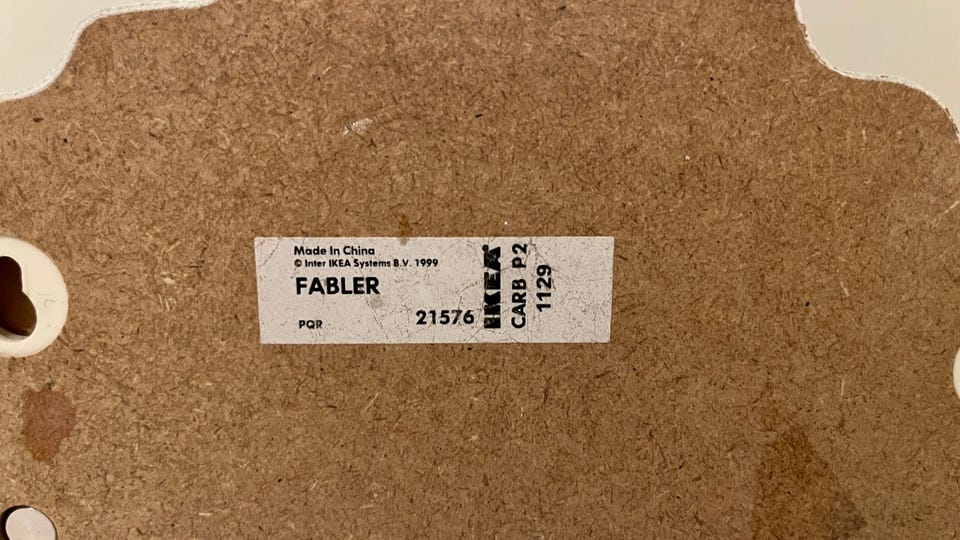 Made In China
© Inter IKEA Systems B.V. 1999
FABLER
PQR
21576
IKEA®
CARB P2
1129